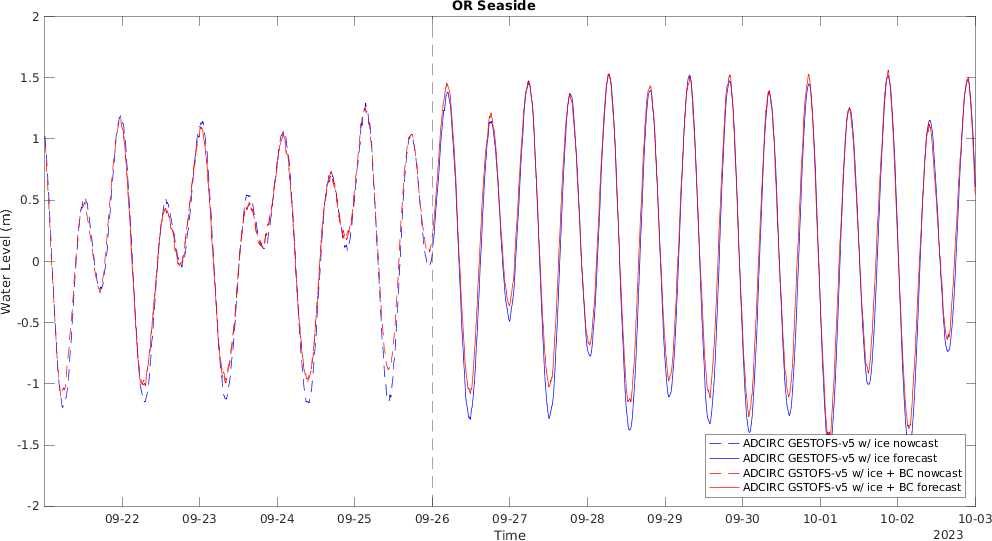 OR Seaside
2
1.5
1
0.5
0
-0.5
-1
-1.5
-2
Water Level (m)
09-22 09-23 09-24 09-25 09-26 09-27 09-28 09-29 09-30 10-01 10-02 10-03
Time
2023
ADCIRC GESTOFS-v5 w/ ice nowcast
ADCIRC GESTOFS-v5 w/ ice forecast
ADCIRC GSTOFS-v5 w/ ice + BC nowcast
ADCIRC GSTOFS-v5 w/ ice + BC forecast